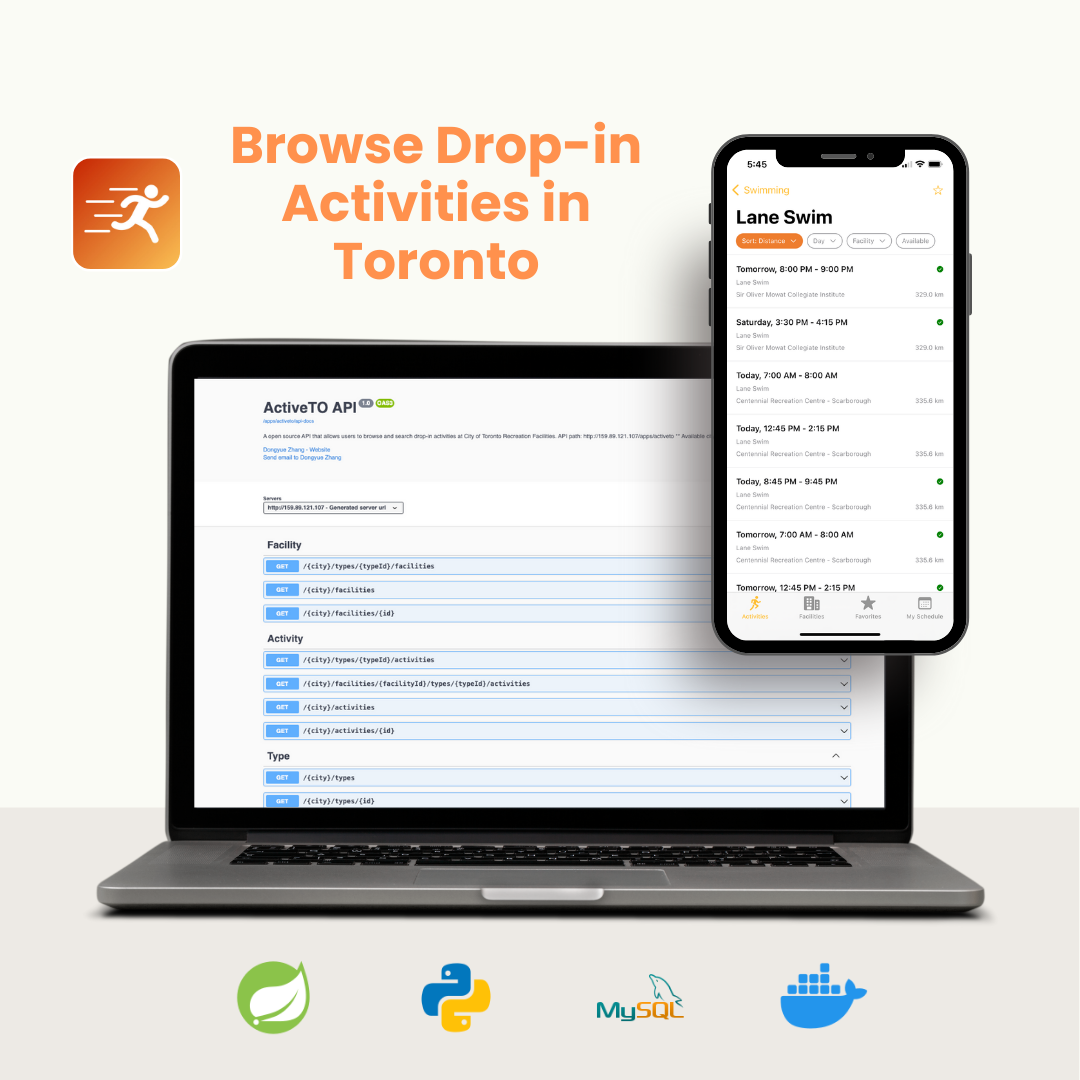 Browse Drop-in
Activities in
Toronto
5:45
Swimming
Lane Swim
Sort: Distance
Day
Facility
Available
Tomorrow, 8:00 PM - 9:00 PM
Lane Swim
Sir Oliver Mowat Collegiate Institute
329.0 km
Saturday, 3:30 PM - 4:15 PM
Lane Swim
Sir Oliver Mowat Collegiate Institute
329.0 km
Today, 7:00 AM - 8:00 AM
Lane Swim
Centennial Recreation Centre - Scarborough
335.6 km
Today, 12:45 PM - 2:15 PM
Lane Swim
Centennial Recreation Centre - Scarborough
335.6 km
Today, 8:45 PM - 9:45 PM
Lane Swim
Centennial Recreation Centre - Scarborough
335.6 km
Tomorrow, 7:00 AM - 8:00 AM
Lane Swim
Centennial Recreation Centre - Scarborough
335.6 km
Tomorrow, 12:45 PM - 2:15 PM
Activities
Facilities
Favorites
My Schedule
ActiveTO API 1.0 OAS3
/apps/activeto/api-docs
A open source API that allows users to browse and search drop-in activities at City of Toronto Recreation Facilities. API path: http://159.89.121.107/apps/activeto ** Available
Dongyue Zhang - Website
Send email to Dongyue Zhang
Servers
http://159.89.121.107 - Generated server url
Facility
GET /{city}/types/{typeId}/facilities
GET /{city}/facilities
GET /{city}/facilities/{id}
Activity
GET /{city}/types/{typeId}/activities
GET /{city}/facilities/{facilityId}/types/{typeId}/activities
GET /{city}/activities
GET /{city}/activities/{id}
Type
GET /{city}/types
GET /{city}/types/{id}
MySQL